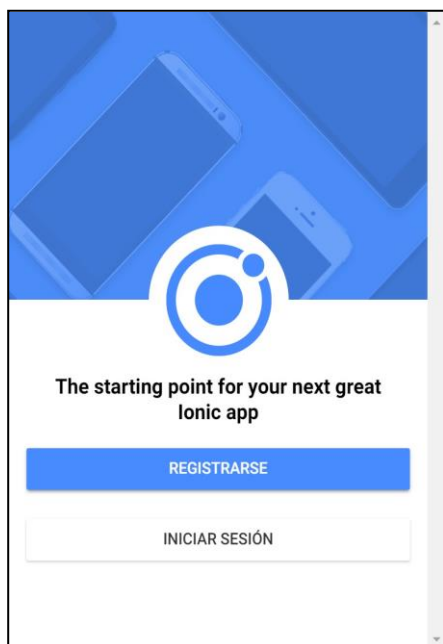 The starting point for your next great
Ionic app
REGISTRARSE
INICIAR SESIÓN